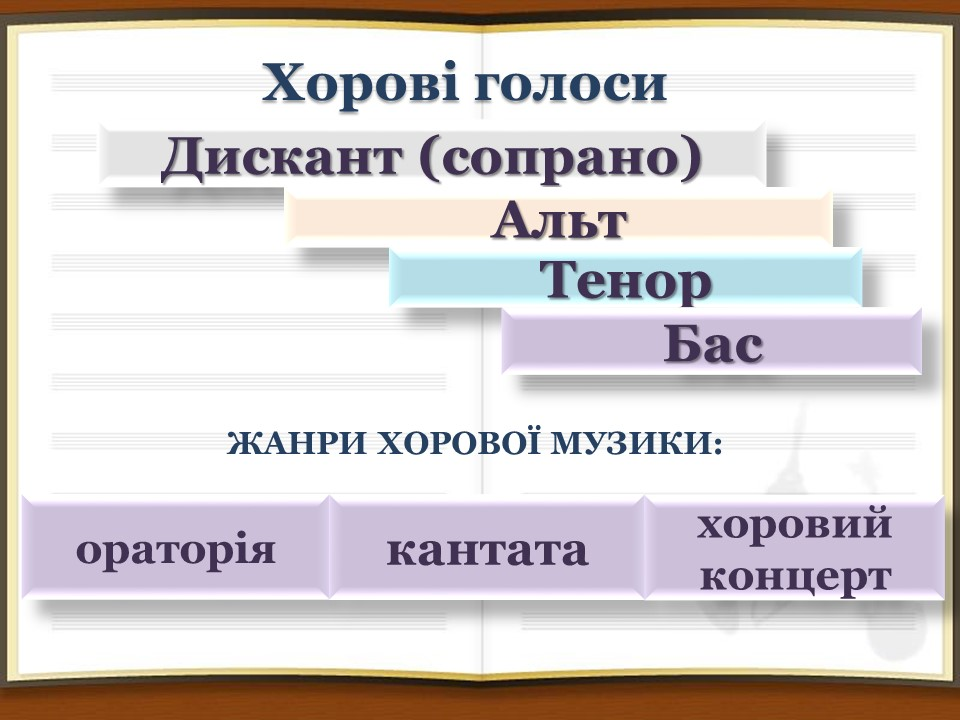 Хорові голоси
Дискант (сопрано)
Альт
Тенор
Бас
ЖАНРИ ХОРОВОЇ МУЗИКИ:
ораторія
кантата
хоровий
концерт